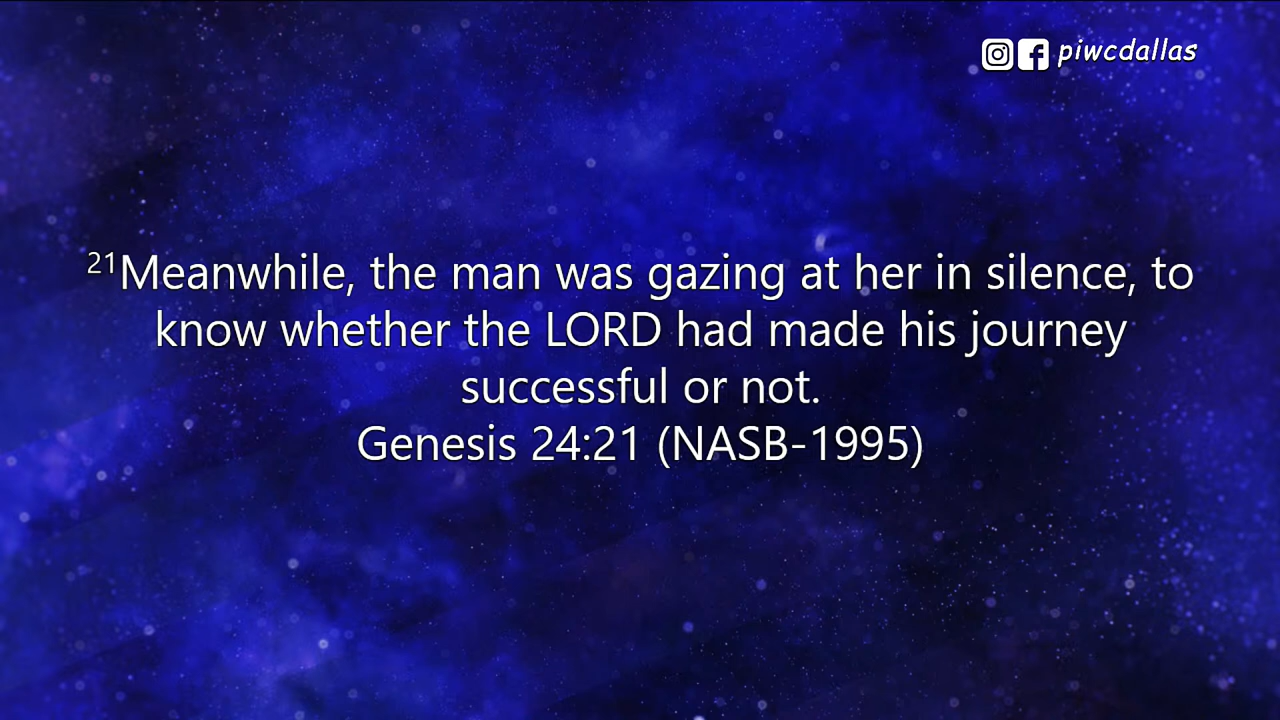 piwcdallas
²¹Meanwhile, the man was gazing at her in silence, to
know whether the LORD had made his journey
successful or not.
Genesis 24:21 (NASB-1995)